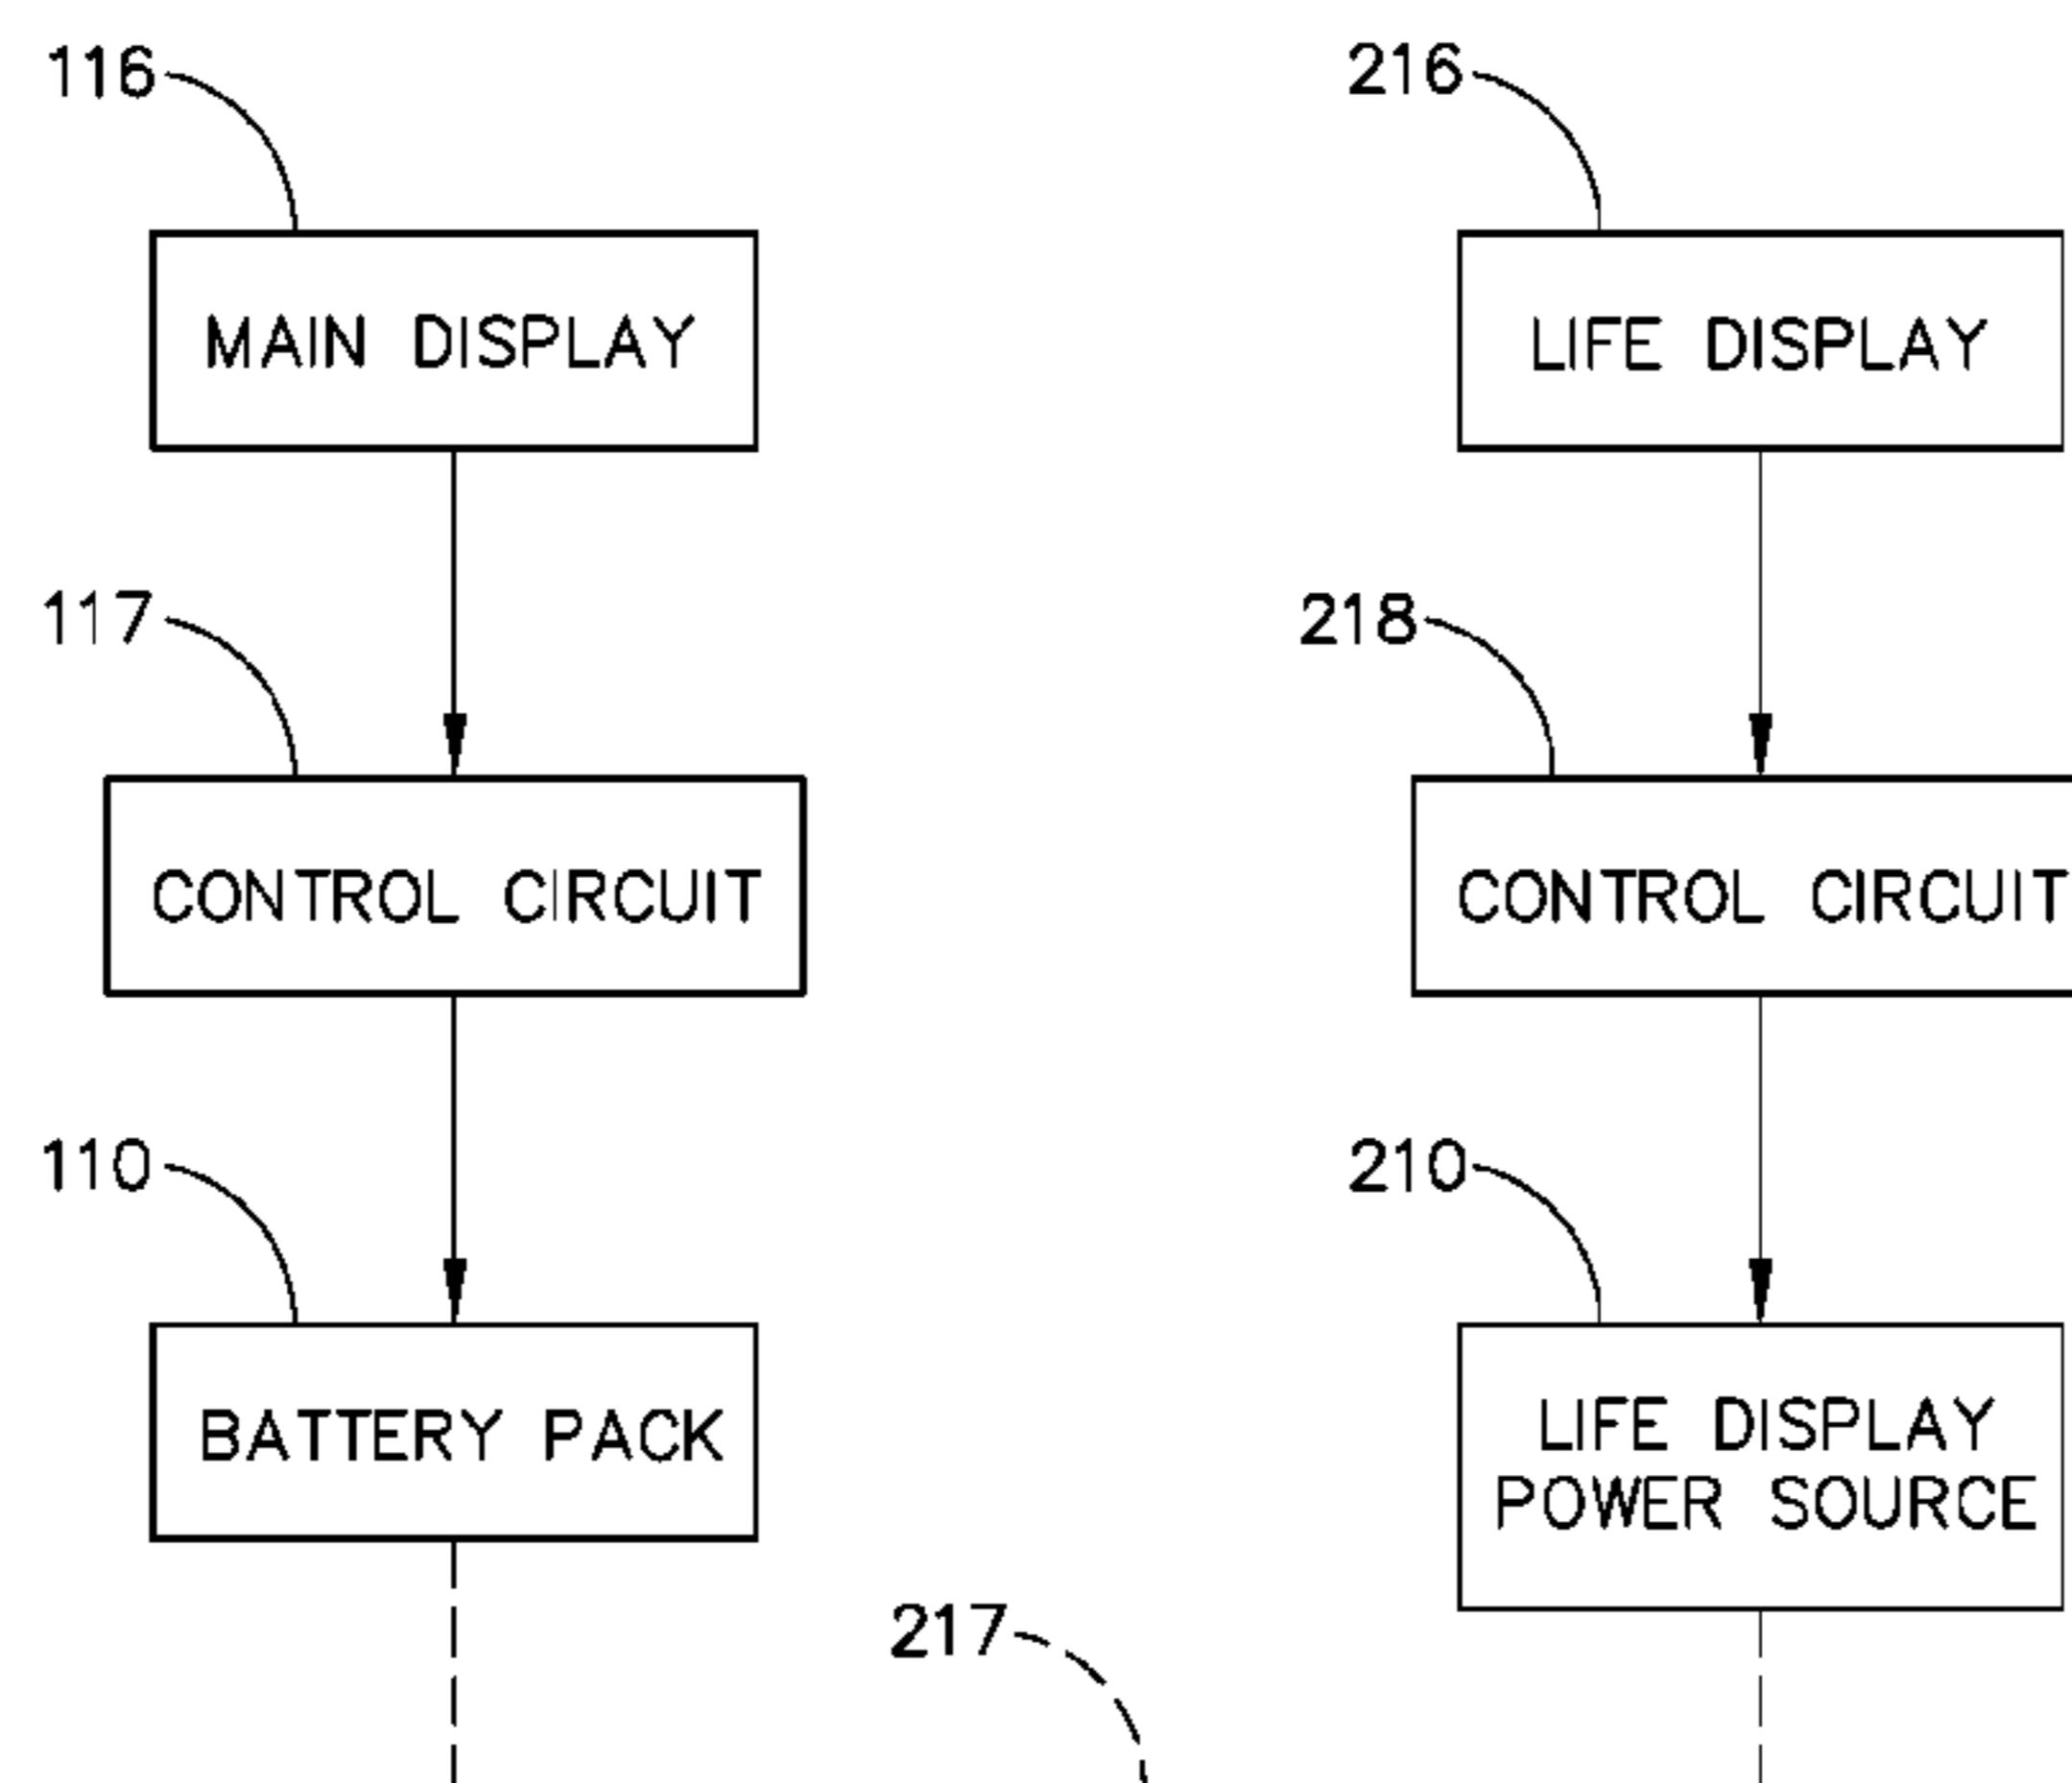 116
216
MAIN DISPLAY
LIFE DISPLAY
117
218
CONTROL CIRCUIT
CONTROL CIRCUIT
110
210
BATTERY PACK
LIFE DISPLAY
POWER SOURCE
217